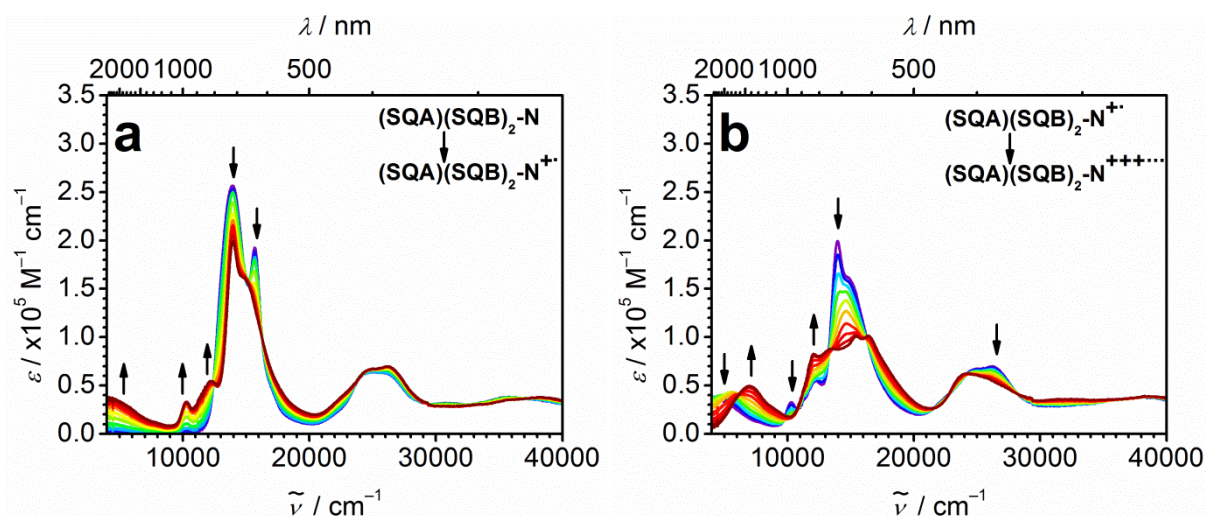 λ / nm
2000 1000 500
3.5
3.0
2.5
2.0
1.5
1.0
0.5
0.0
ε / x10⁵ M⁻¹ cm⁻¹
a
(SQA)(SQB)₂-N
(SQA)(SQB)₂-N⁺·
10000 20000 30000 40000
ṽ / cm⁻¹
λ / nm
2000 1000 500
3.5
3.0
2.5
2.0
1.5
1.0
0.5
0.0
ε / x10⁵ M⁻¹ cm⁻¹
b
(SQA)(SQB)₂-N⁺·
(SQA)(SQB)₂-N⁺⁺⁺···
10000 20000 30000 40000
ṽ / cm⁻¹